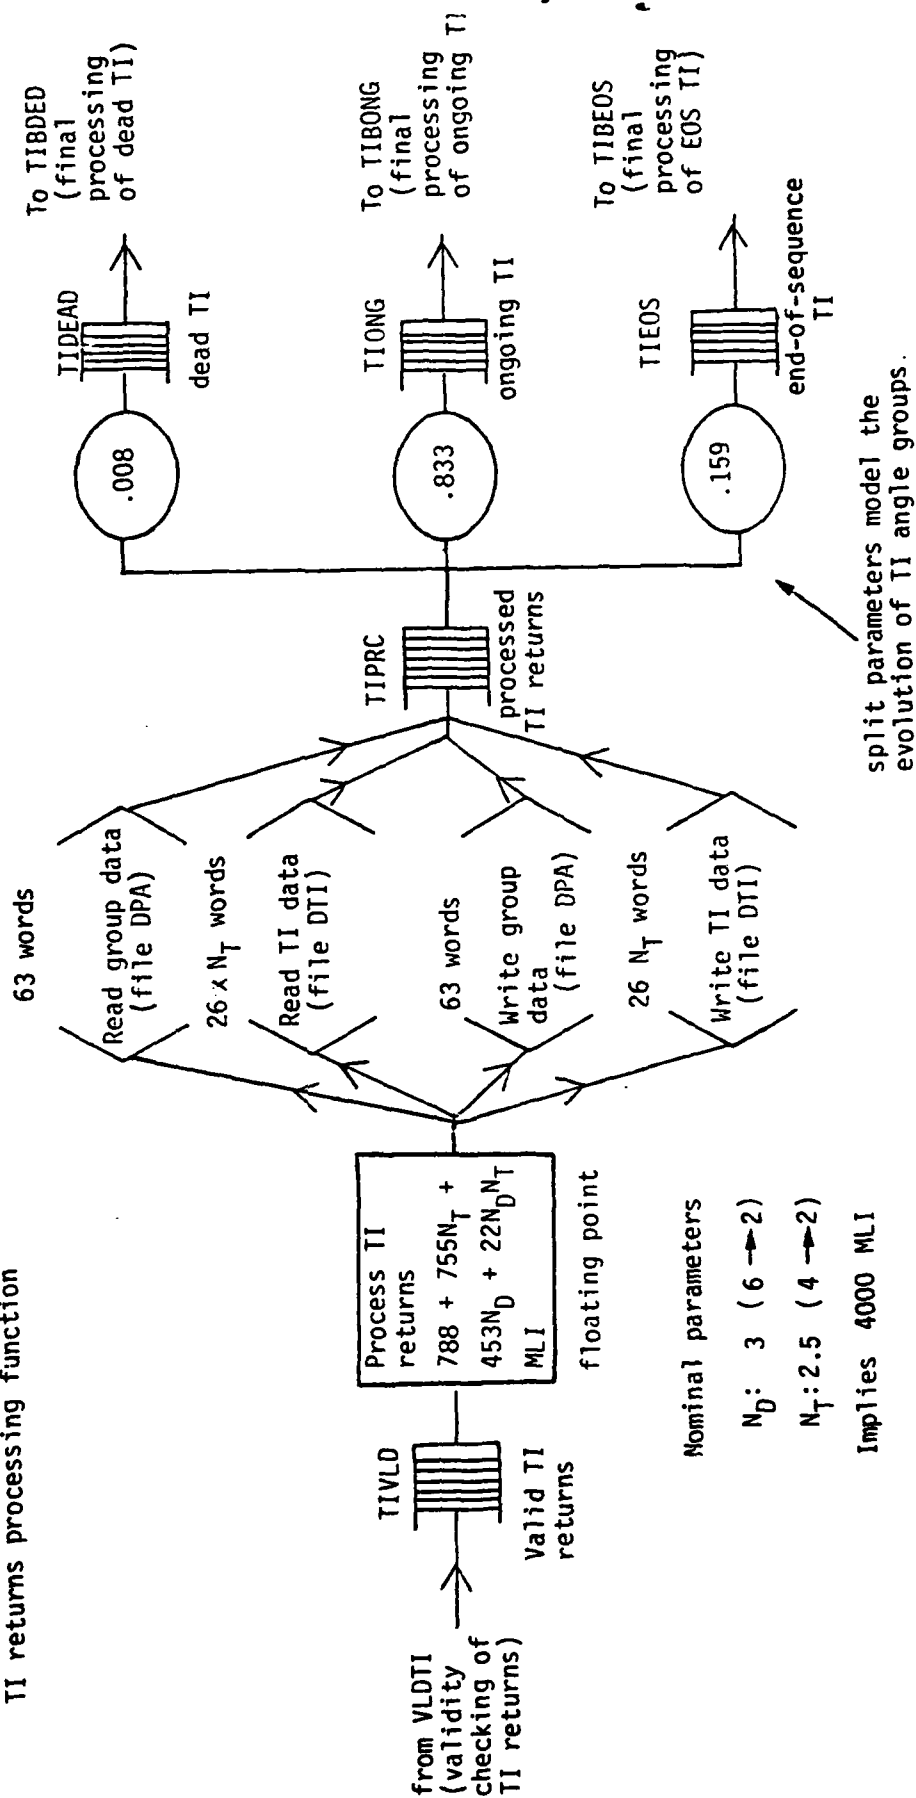 TI returns processing function
from VLDTI
(validity
checking of
TI returns)
TIVLD
Valid TI
returns
Process TI
returns
788 + 755N_T +
453N_D + 22N_DN_T
MLI
floating point
Nominal parameters
N_D: 3 (6 → 2)
N_T: 2.5 (4 → 2)
Implies 4000 MLI
63 words
Read group data
(file DPA)
26 x N_T words
Read TI data
(file DTI)
63 words
Write group
data
(file DPA)
26 N_T words
Write TI data
(file DTI)
TIPRC
processed
TI returns
.008
TIDEAD
dead TI
To TIBDED
(final
processing
of dead TI)
.833
TIONG
ongoing TI
To TIBONG
(final
processing
of ongoing TI
.159
TIEOS
end-of-sequence
TI
To TIBEOS
(final
processing
of EOS TI)
split parameters model the
evolution of TI angle groups.